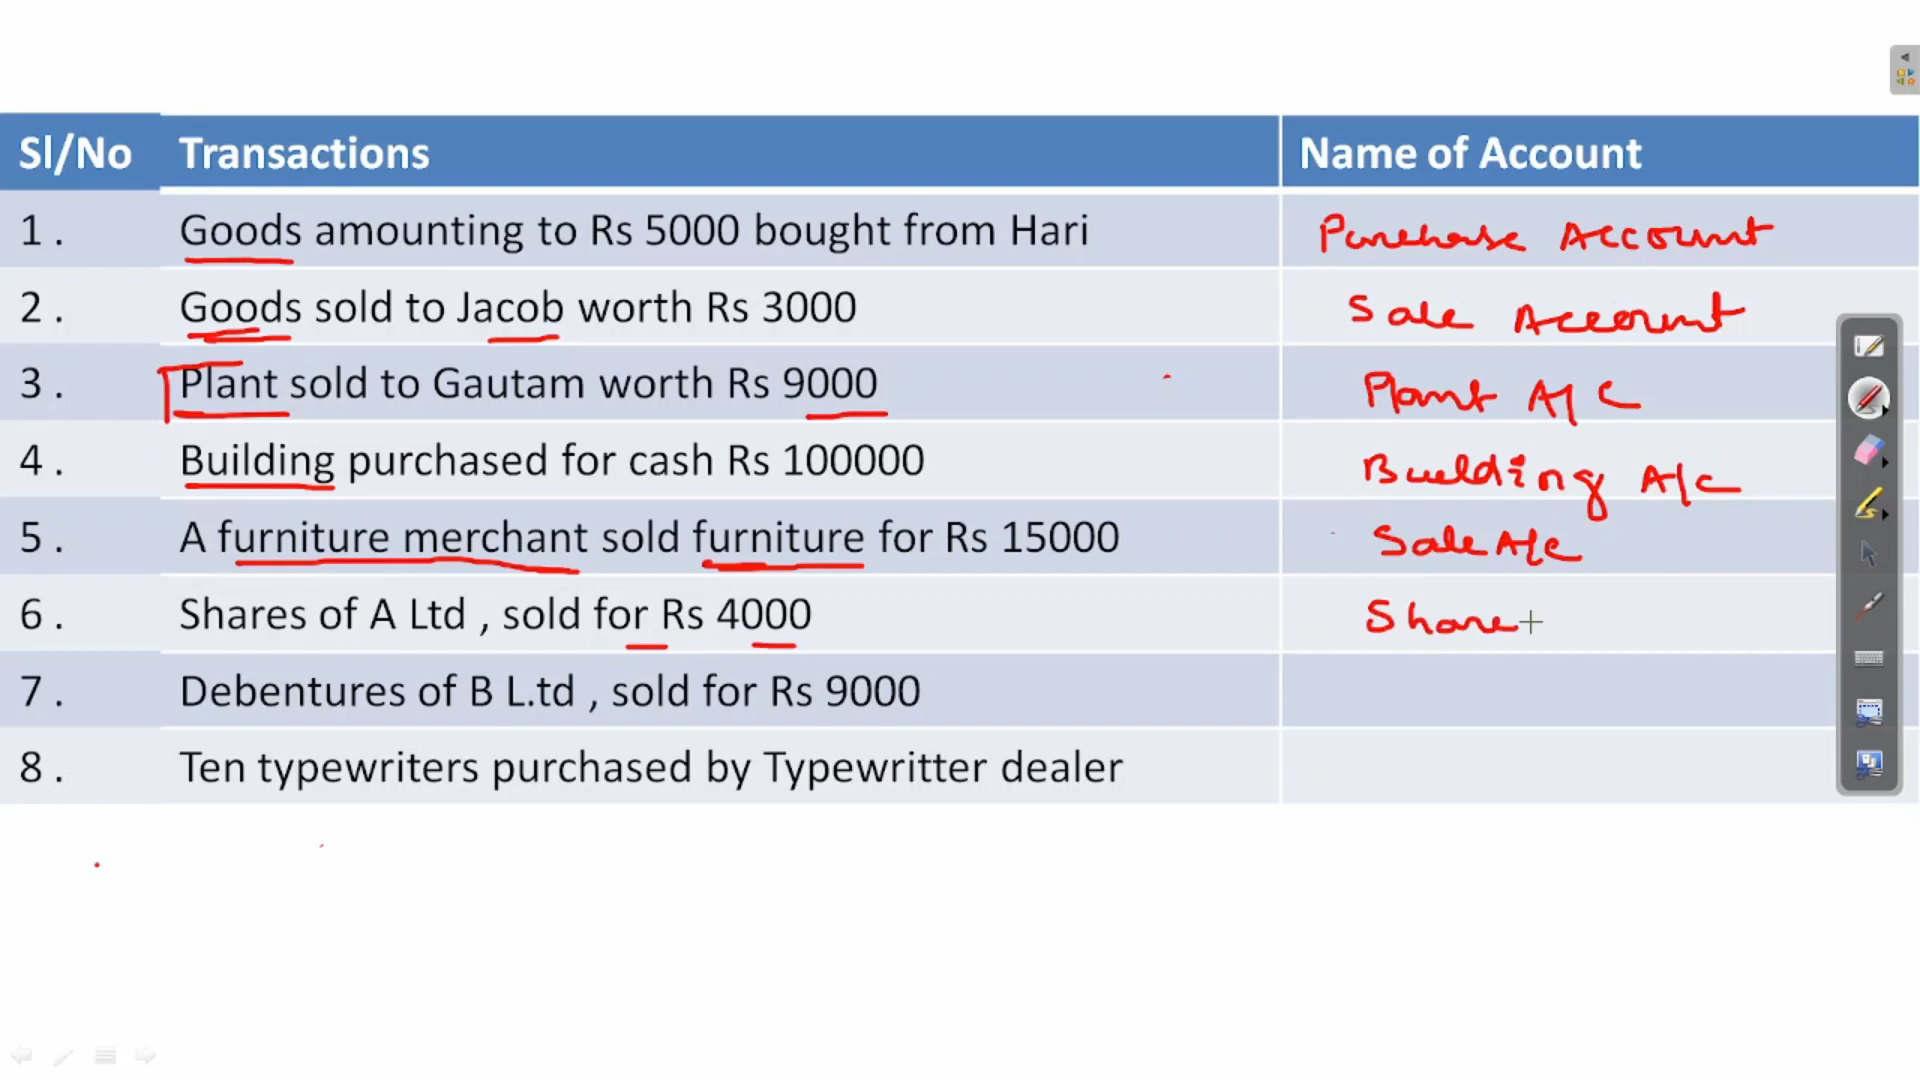 Sl/No Transactions Name of Account
1 . Goods amounting to Rs 5000 bought from Hari Purchase Account
2 . Goods sold to Jacob worth Rs 3000 Sale Account
3 . Plant sold to Gautam worth Rs 9000 Plant A/C
4 . Building purchased for cash Rs 100000 Building A/C
5 . A furniture merchant sold furniture for Rs 15000 Sale A/C
6 . Shares of A Ltd , sold for Rs 4000 Share
7 . Debentures of B L.td , sold for Rs 9000
8 . Ten typewriters purchased by Typewritter dealer